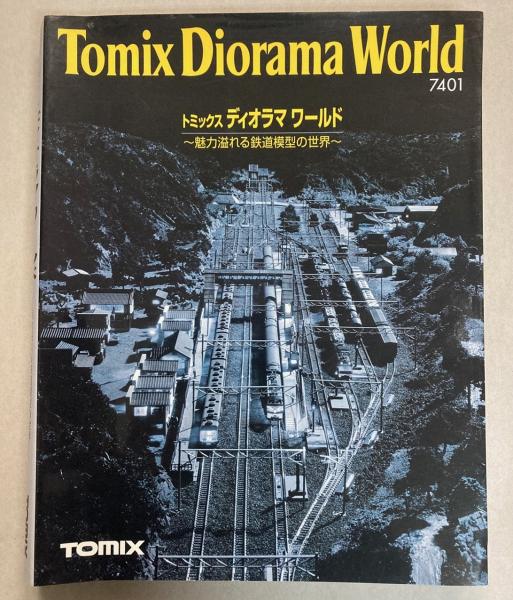 Tomix Diorama World
7401
トミックス ディオラマ ワールド
〜魅力溢れる鉄道模型の世界〜
TOMIX